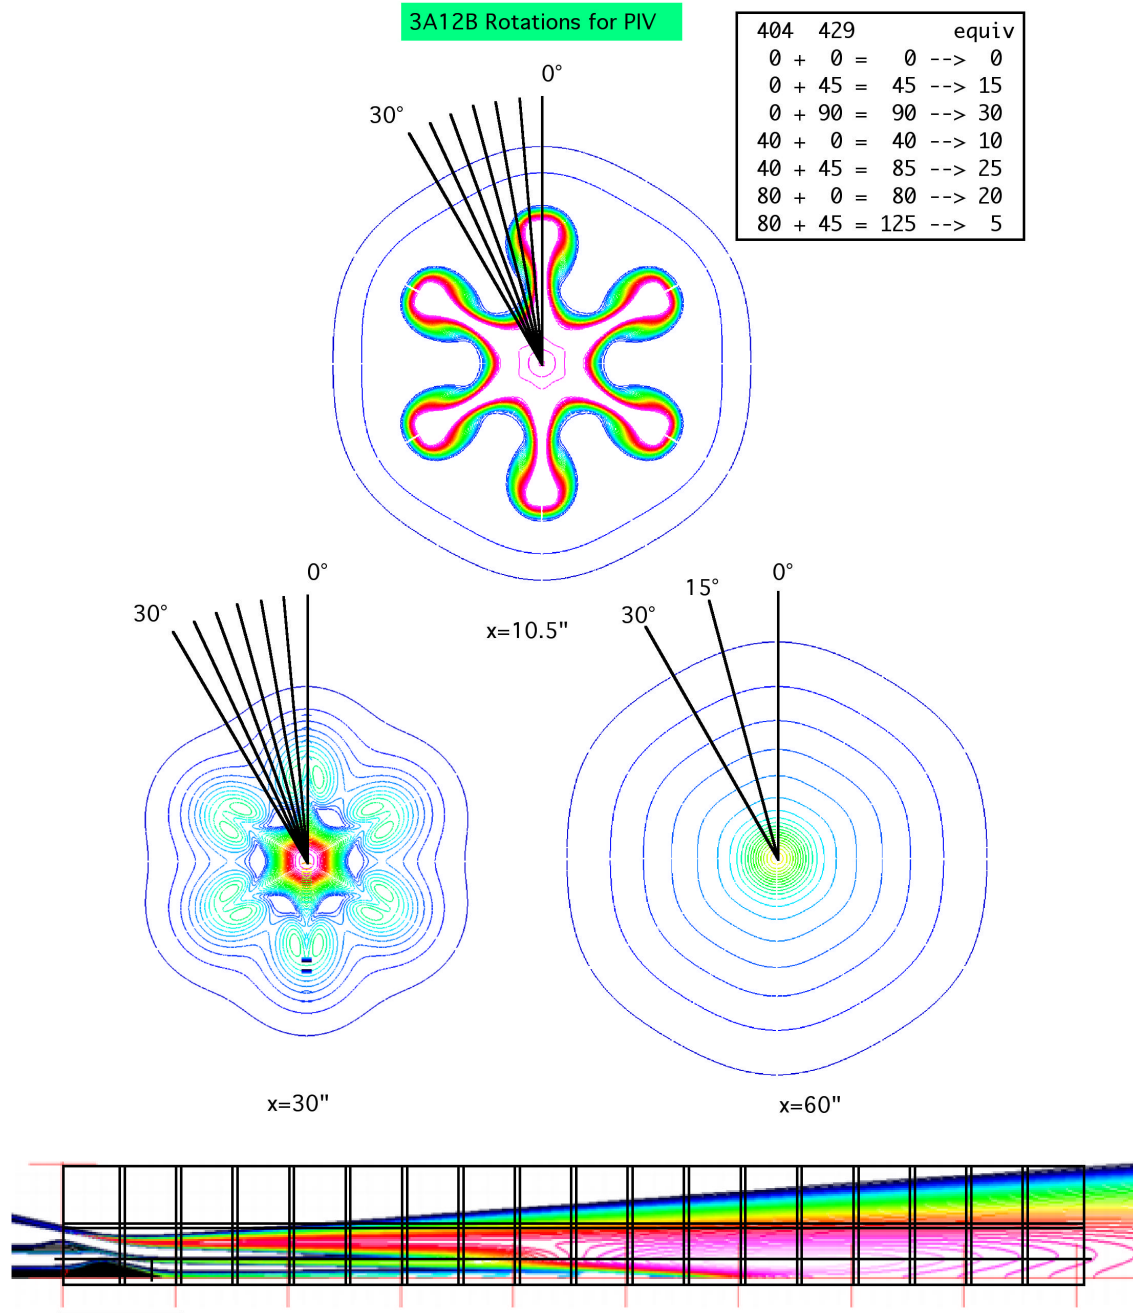 3A12B Rotations for PIV
404 429 equiv
0 + 0 = 0 --> 0
0 + 45 = 45 --> 15
0 + 90 = 90 --> 30
40 + 0 = 40 --> 10
40 + 45 = 85 --> 25
80 + 0 = 80 --> 20
80 + 45 = 125 --> 5
0°
30°
x=10.5"
0°
30°
0°
15°
30°
x=30"
x=60"